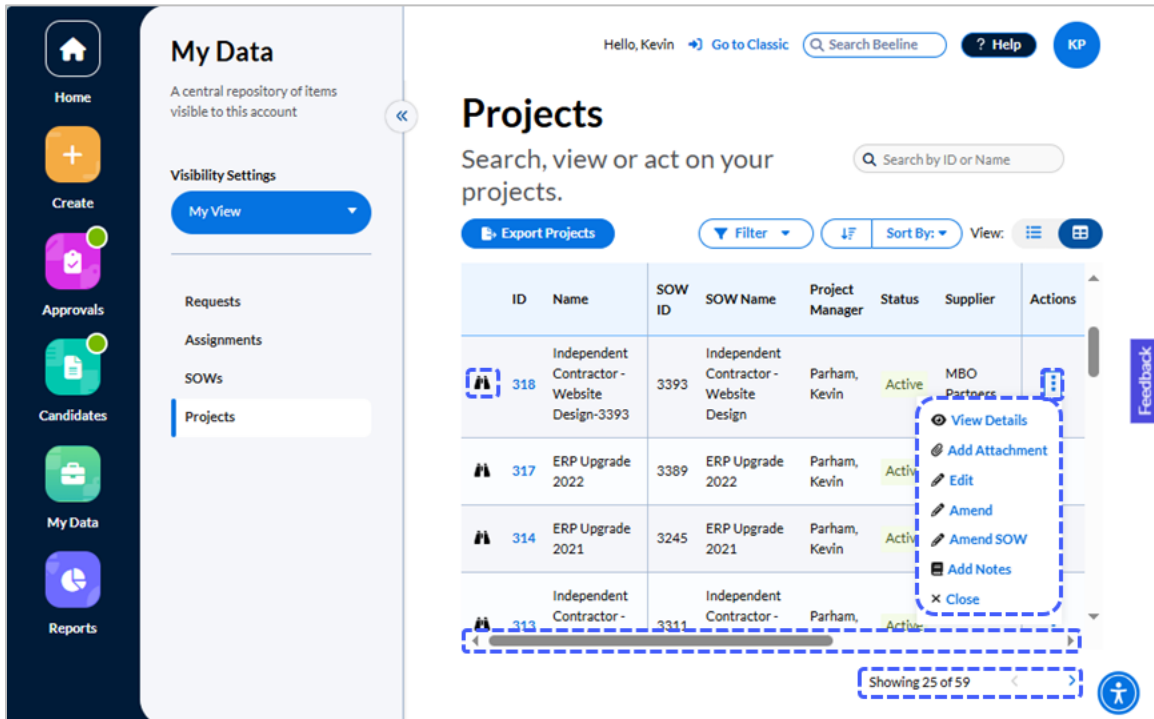 Home
Create
Approvals
Candidates
My Data
Reports
My Data
A central repository of items
visible to this account
Visibility Settings
My View
Requests
Assignments
SOWs
Projects
Hello, Kevin Go to Classic Search Beeline ? Help KP
Projects
Search, view or act on your
projects.
Search by ID or Name
Export Projects Filter Sort By: View:
ID Name SOW ID SOW Name Project Manager Status Supplier Actions
318 Independent Contractor - Website Design-3393 3393 Independent Contractor - Website Design Parham, Kevin Active MBO Partners
317 ERP Upgrade 2022 3389 ERP Upgrade 2022 Parham, Kevin Activ
314 ERP Upgrade 2021 3245 ERP Upgrade 2021 Parham, Kevin Activ
313 Independent Contractor - 3311 Independent Contractor - Parham, Active
View Details
Add Attachment
Edit
Amend
Amend SOW
Add Notes
Close
Showing 25 of 59
Feedback